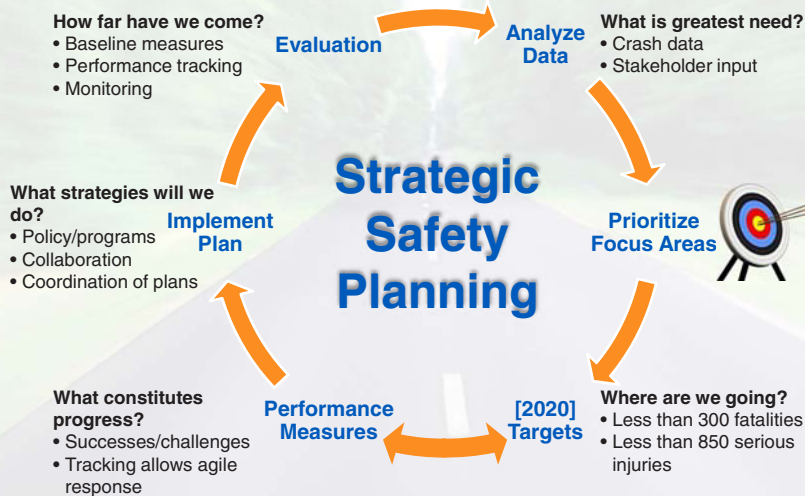 How far have we come?
• Baseline measures
• Performance tracking
• Monitoring
Evaluation
Analyze
Data
What is greatest need?
• Crash data
• Stakeholder input
Strategic
Safety
Planning
Prioritize
Focus Areas
What strategies will we
do?
• Policy/programs
• Collaboration
• Coordination of plans
Implement
Plan
What constitutes
progress?
• Successes/challenges
• Tracking allows agile
response
Performance
Measures
[2020]
Targets
Where are we going?
• Less than 300 fatalities
• Less than 850 serious
injuries